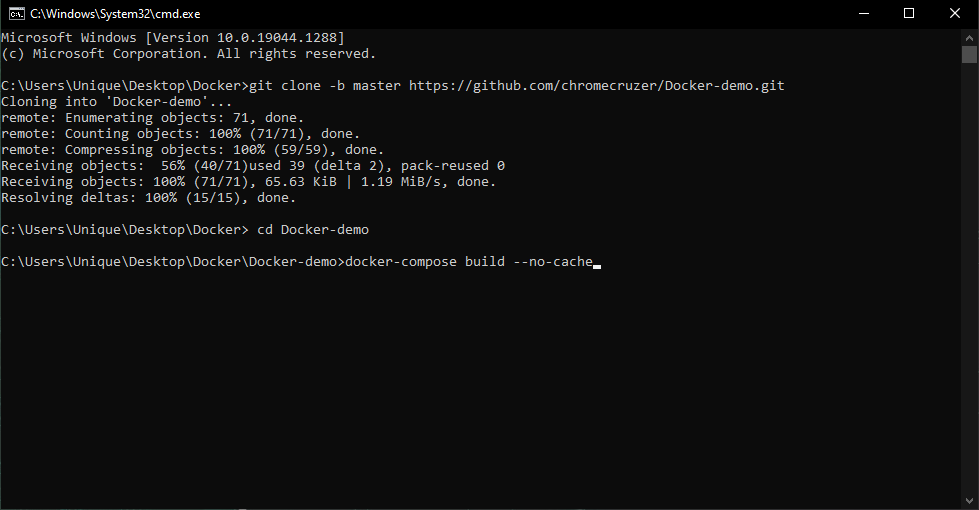 C:\Windows\System32\cmd.exe
Microsoft Windows [Version 10.0.19044.1288]
(c) Microsoft Corporation. All rights reserved.
C:\Users\Unique\Desktop\Docker>git clone -b master https://github.com/chromecruzer/Docker-demo.git
Cloning into 'Docker-demo'...
remote: Enumerating objects: 71, done.
remote: Counting objects: 100% (71/71), done.
remote: Compressing objects: 100% (59/59), done.
Receiving objects:  56% (40/71)used 39 (delta 2), pack-reused 0
Receiving objects: 100% (71/71), 65.63 KiB | 1.19 MiB/s, done.
Resolving deltas: 100% (15/15), done.
C:\Users\Unique\Desktop\Docker> cd Docker-demo
C:\Users\Unique\Desktop\Docker\Docker-demo>docker-compose build --no-cache